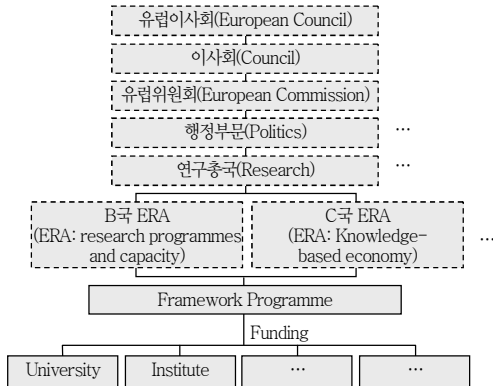 유럽이사회(European Council)
이사회(Council)
유럽위원회(European Commission)
행정부문(Politics)
…
연구총국(Research)
…
B국 ERA
(ERA: research programmes
and capacity)
C국 ERA
(ERA: Knowledge-
based economy)
…
Framework Programme
Funding
University
Institute
…
…